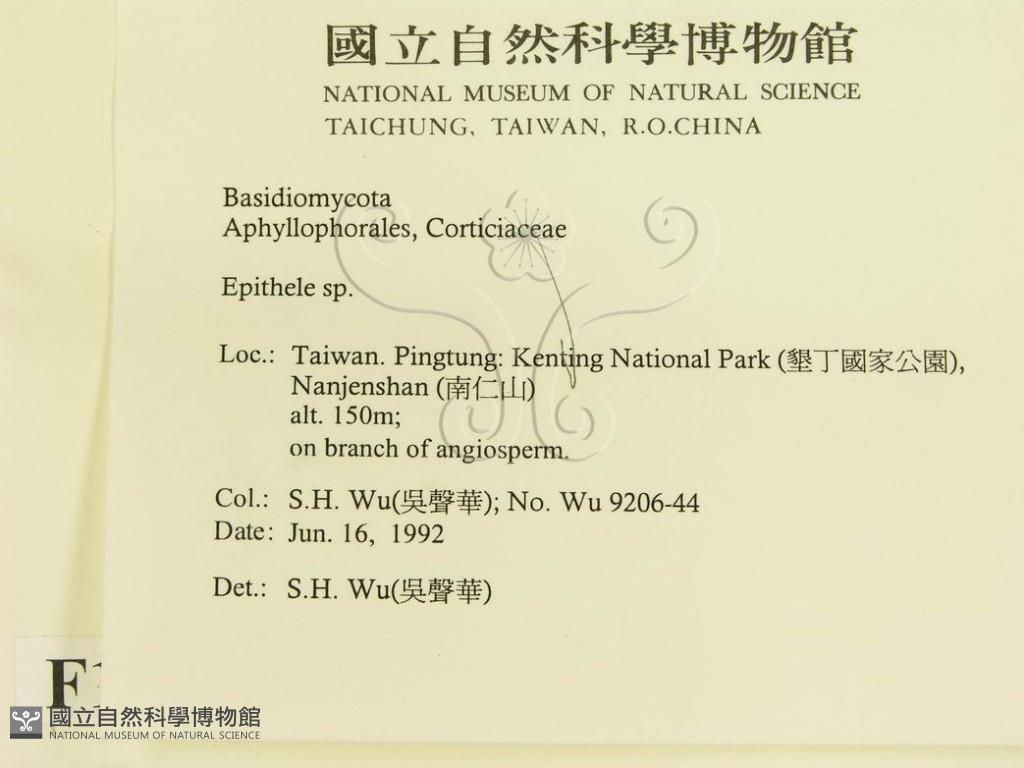 國立自然科學博物館
NATIONAL MUSEUM OF NATURAL SCIENCE
TAICHUNG, TAIWAN, R.O.CHINA
Basidiomycota
Aphyllophorales, Corticiaceae
Epithele sp.
Loc.: Taiwan. Pingtung: Kenting National Park (墾丁國家公園),
Nanjenshan (南仁山)
alt. 150m;
on branch of angiosperm.
Col.: S.H. Wu(吳聲華); No. Wu 9206-44
Date: Jun. 16, 1992
Det.: S.H. Wu(吳聲華)
國立自然科學博物館
NATIONAL MUSEUM OF NATURAL SCIENCE